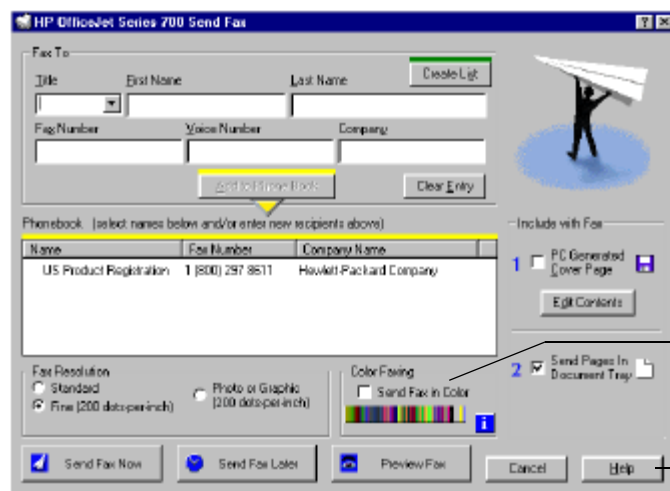 HP OfficeJet Series 700 Send Fax
Fax To
Title First Name Last Name Create List
Fax Number Voice Number Company
Add to Phone Book Clear Entry
Phonebook (select names below and/or enter new recipients above)
Name Fax Number Company Name
US Product Registration 1 (800) 297 8611 Hewlett-Packard Company
Include with Fax
1 PC Generated
Cover Page
Edit Contents
2 Send Pages In
Document Tray
Fax Resolution
Standard
Fine (200 dots-per-inch)
Photo or Graphic
(200 dots-per-inch)
Color Faxing
Send Fax in Color
Send Fax Now Send Fax Later Preview Fax Cancel Help